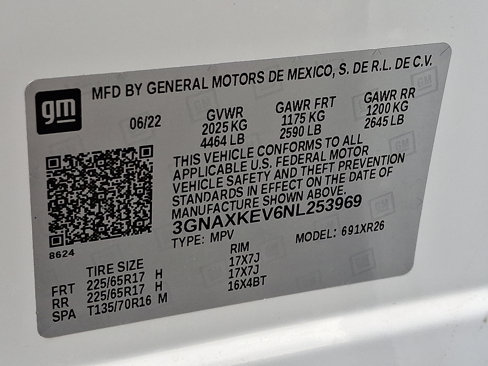 gm
MFD BY GENERAL MOTORS DE MEXICO, S. DE R.L. DE C.V.
06/22 GVWR GAWR FRT GAWR RR
2025 KG 1175 KG 1200 KG
4464 LB 2590 LB 2645 LB
THIS VEHICLE CONFORMS TO ALL
APPLICABLE U.S. FEDERAL MOTOR
VEHICLE SAFETY AND THEFT PREVENTION
STANDARDS IN EFFECT ON THE DATE OF
MANUFACTURE SHOWN ABOVE.
3GNAXKEV6NL253969
8624
TYPE: MPV MODEL: 691XR26
TIRE SIZE RIM
FRT 225/65R17 H 17X7J
RR 225/65R17 H 17X7J
SPA T135/70R16 M 16X4BT